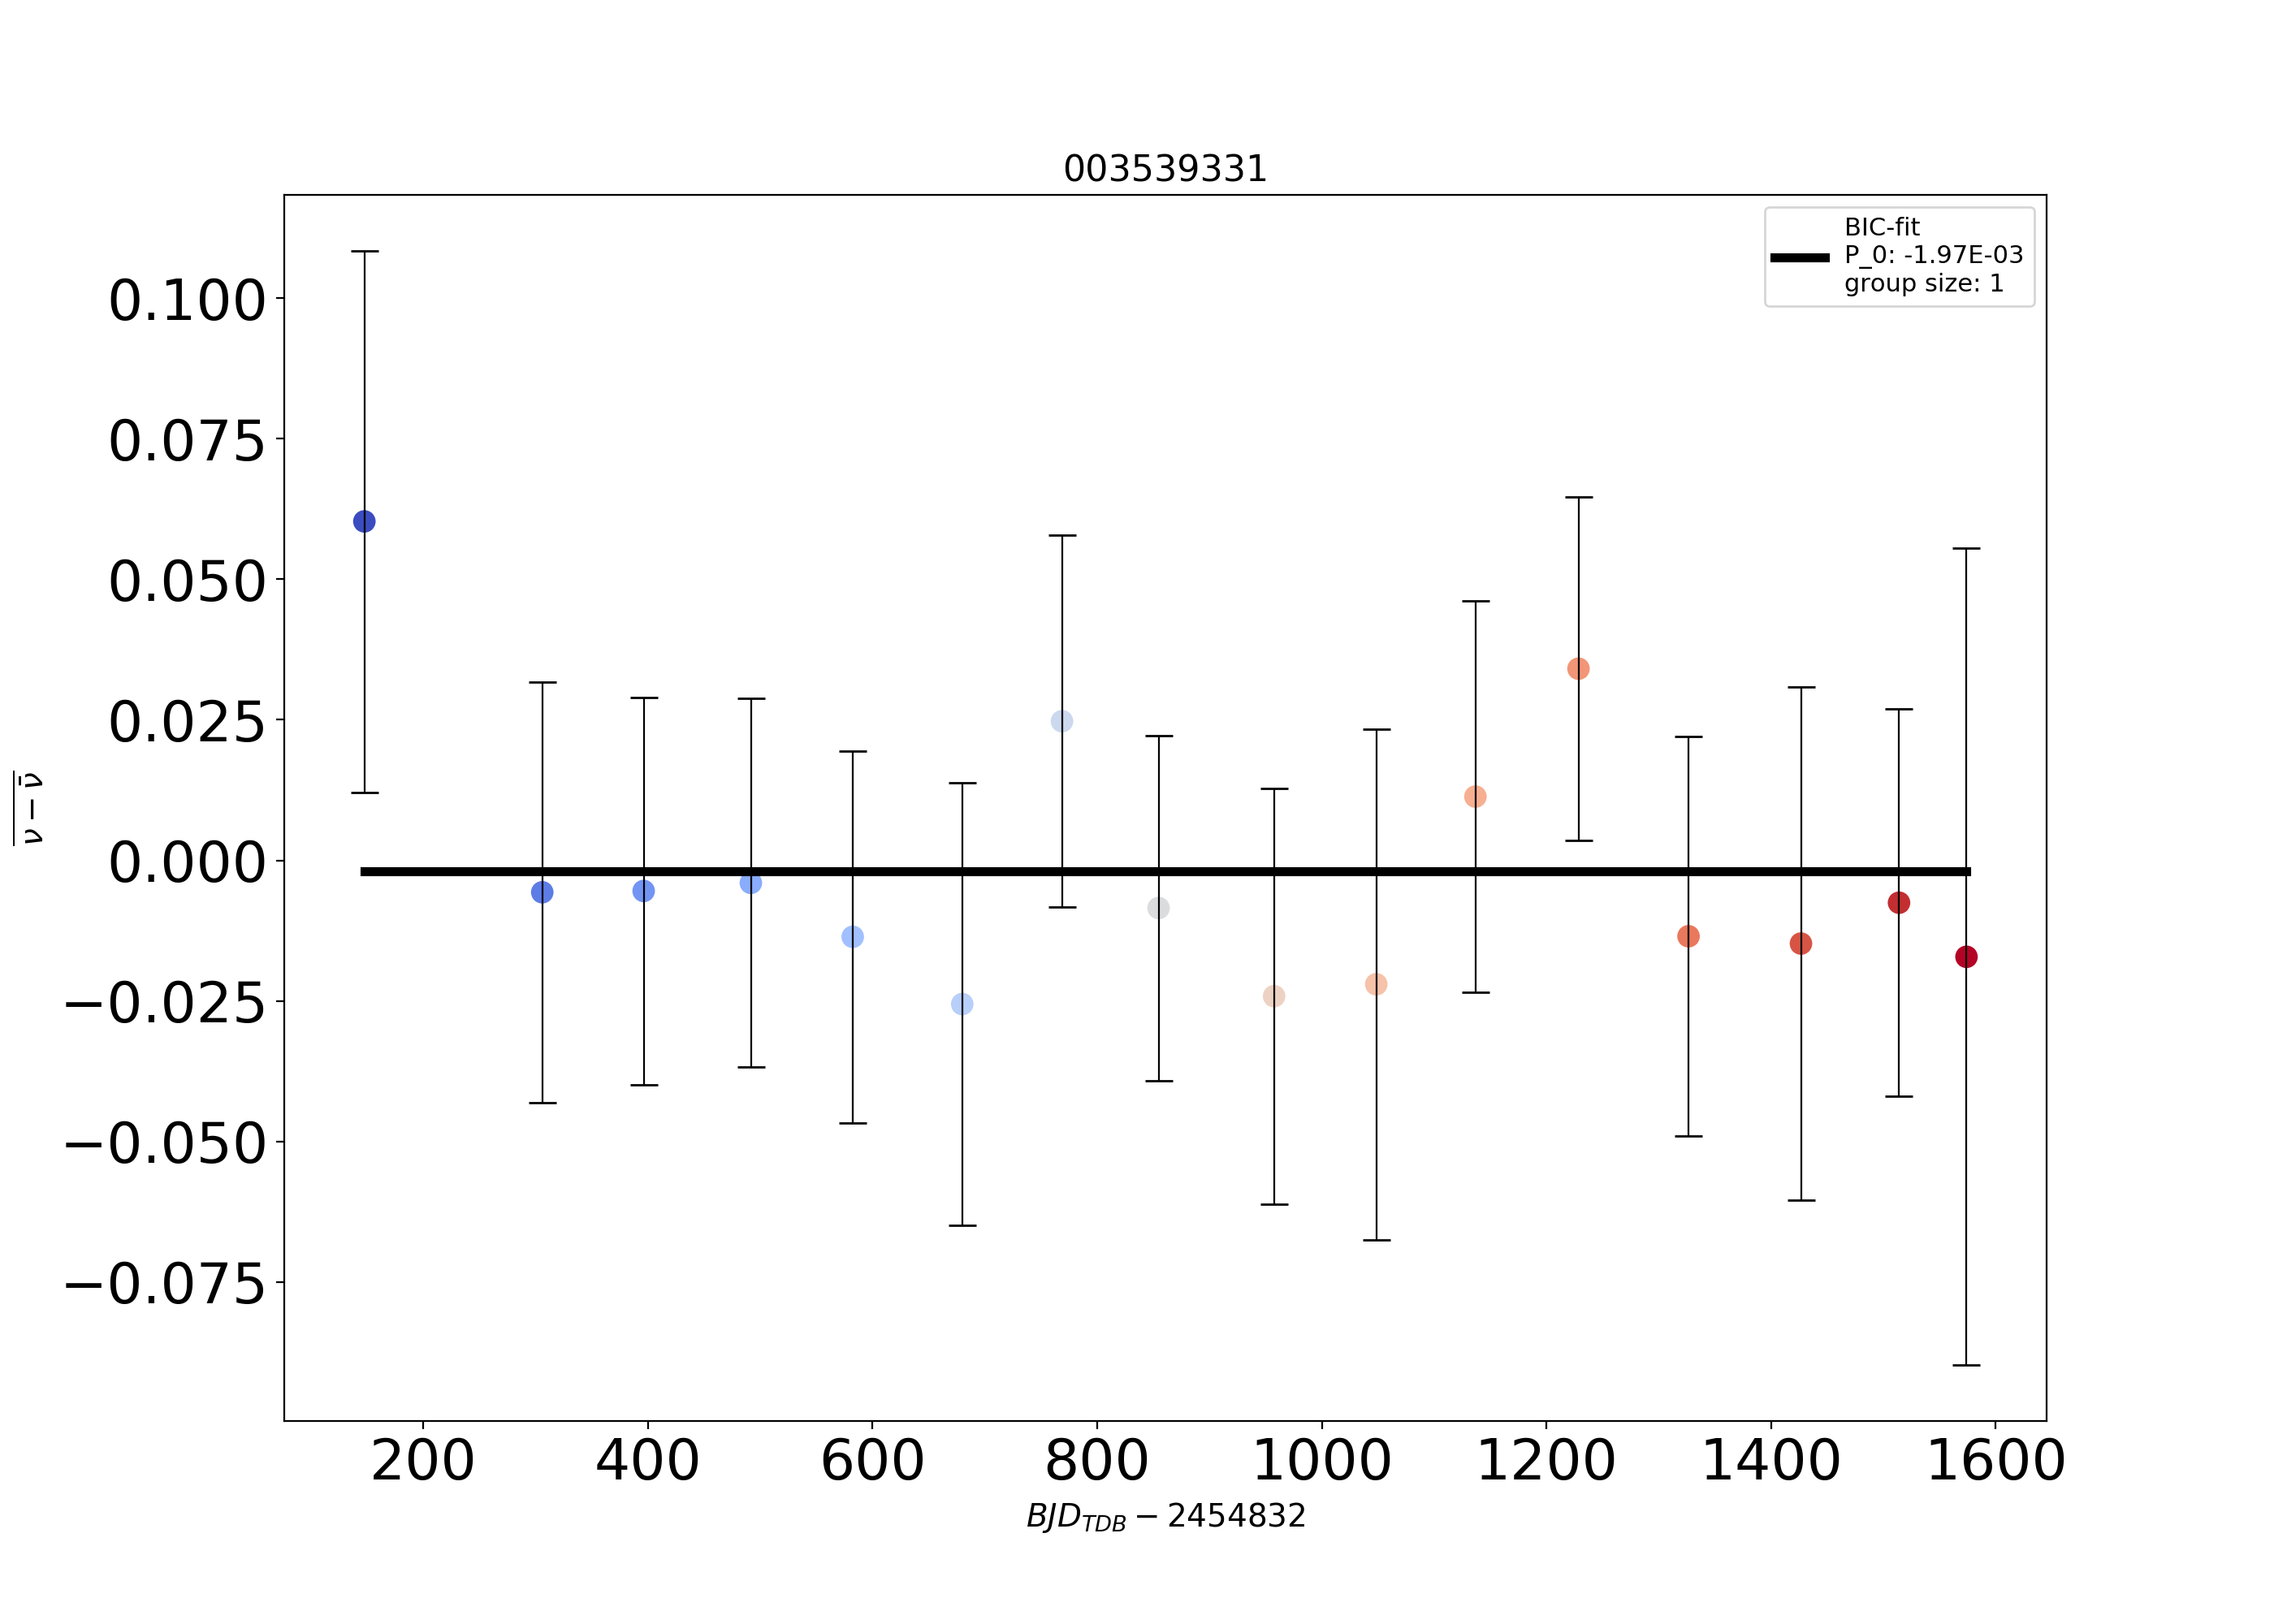 003539331
BIC-fit
P_0: -1.97E-03
group size: 1
0.100
0.075
0.050
0.025
0.000
−0.025
−0.050
−0.075
ν − ν̄
200 400 600 800 1000 1200 1400 1600
BJD_TDB − 2454832